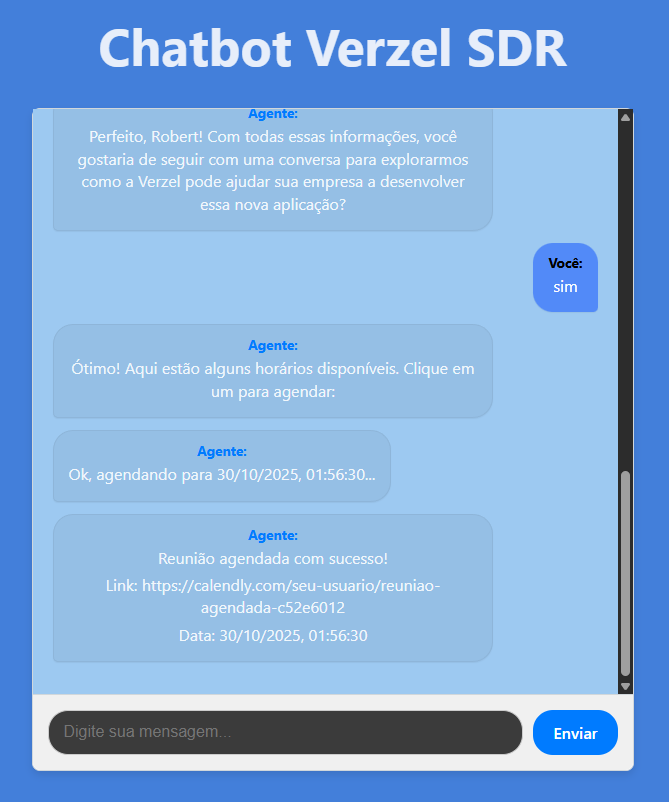 Chatbot Verzel SDR
Agente:
Perfeito, Robert! Com todas essas informações, você
gostaria de seguir com uma conversa para explorarmos
como a Verzel pode ajudar sua empresa a desenvolver
essa nova aplicação?
Você:
sim
Agente:
Ótimo! Aqui estão alguns horários disponíveis. Clique em
um para agendar:
Agente:
Ok, agendando para 30/10/2025, 01:56:30...
Agente:
Reunião agendada com sucesso!
Link: https://calendly.com/seu-usuario/reuniao-
agendada-c52e6012
Data: 30/10/2025, 01:56:30
Digite sua mensagem...
Enviar